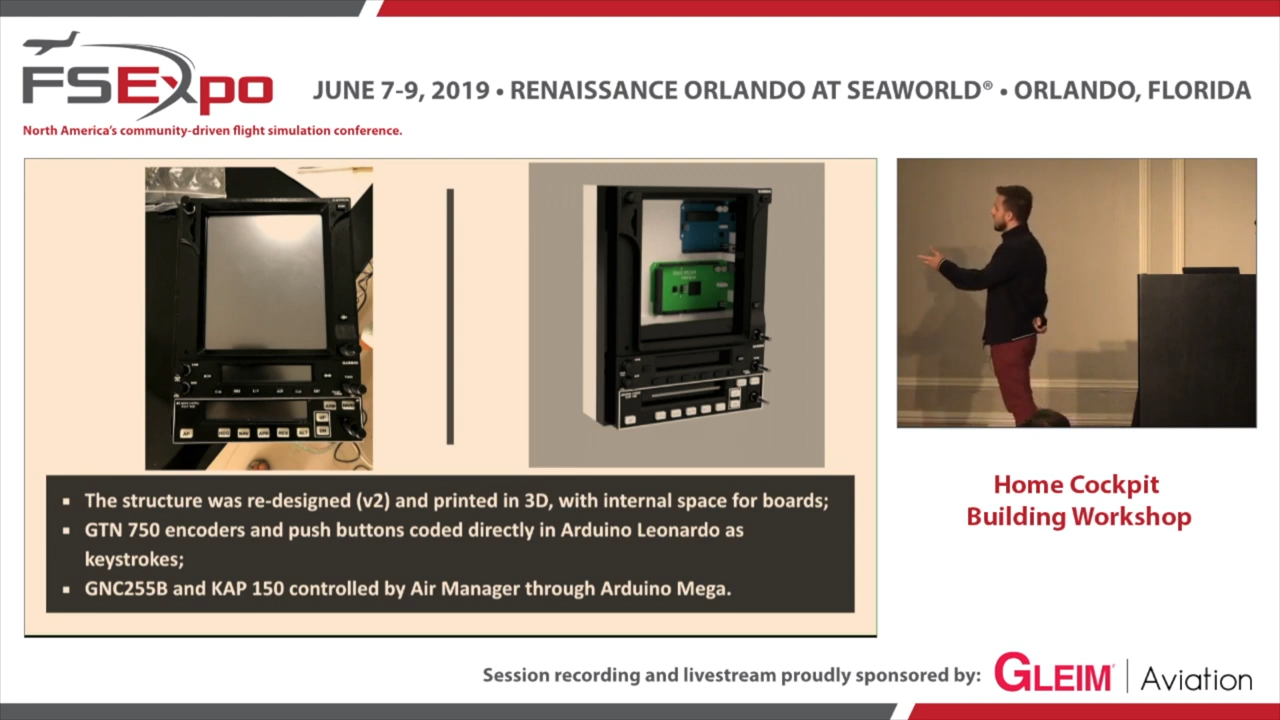 FSExpo
JUNE 7-9, 2019 • RENAISSANCE ORLANDO AT SEAWORLD® • ORLANDO, FLORIDA
North America's community-driven flight simulation conference.
▪ The structure was re-designed (v2) and printed in 3D, with internal space for boards;
▪ GTN 750 encoders and push buttons coded directly in Arduino Leonardo as
keystrokes;
▪ GNC255B and KAP 150 controlled by Air Manager through Arduino Mega.
Home Cockpit
Building Workshop
Session recording and livestream proudly sponsored by:
GLEIM | Aviation